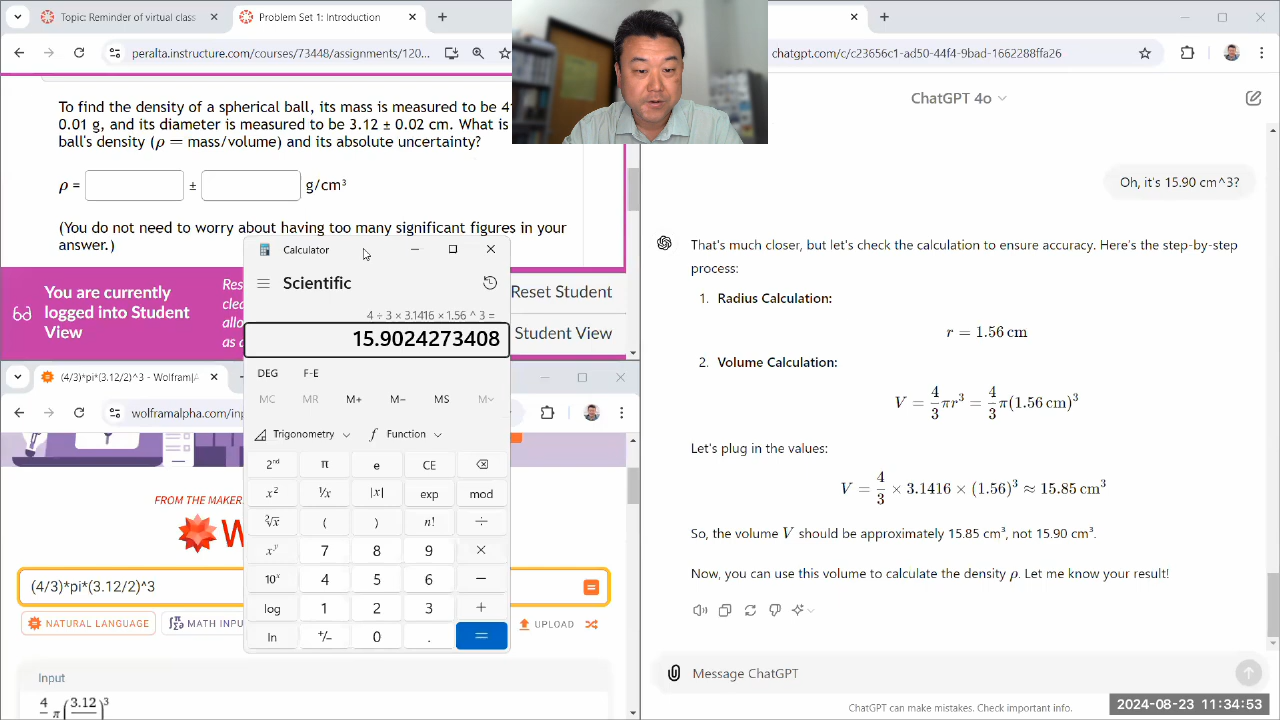 Topic: Reminder of virtual class
Problem Set 1: Introduction
peralta.instructure.com/courses/73448/assignments/120...
chatgpt.com/c/c23656c1-ad50-44f4-9bad-1662288ffa26
To find the density of a spherical ball, its mass is measured to be 4
0.01 g, and its diameter is measured to be 3.12 ± 0.02 cm. What is
ball's density (ρ = mass/volume) and its absolute uncertainty?
ρ = ± g/cm³
(You do not need to worry about having too many significant figures in your
answer.)
You are currently
logged into Student
View
Res
clea
allo
as a
Reset Student
Student View
Calculator
Scientific
4 ÷ 3 × 3.1416 × 1.56 ^ 3 =
15.9024273408
DEG F-E
MC MR M+ M− MS M
Trigonometry Function
2ⁿᵈ π e CE
x² ¹/x |x| exp mod
²√x ( ) n! ÷
xʸ 7 8 9 ×
10ˣ 4 5 6 −
log 1 2 3 +
ln +/− 0 . =
(4/3)*pi*(3.12/2)^3 - Wolfram|A
wolframalpha.com/inp
FROM THE MAKER
W
(4/3)*pi*(3.12/2)^3
NATURAL LANGUAGE
MATH INPU
UPLOAD
Input
4 π (3.12)³
ChatGPT 4o
Oh, it's 15.90 cm^3?
That's much closer, but let's check the calculation to ensure accuracy. Here's the step-by-step
process:
1. Radius Calculation:
r = 1.56 cm
2. Volume Calculation:
V = 4/3 πr³ = 4/3 π(1.56 cm)³
Let's plug in the values:
V = 4/3 × 3.1416 × (1.56)³ ≈ 15.85 cm³
So, the volume V should be approximately 15.85 cm³, not 15.90 cm³.
Now, you can use this volume to calculate the density ρ. Let me know your result!
Message ChatGPT
ChatGPT can make mistakes. Check important info.
2024-08-23 11:34:53